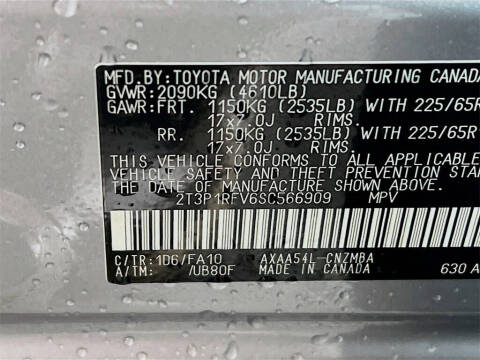 MFD.BY:TOYOTA MOTOR MANUFACTURING CANADA
GVWR:2090KG (4610LB)
GAWR:FRT. 1150KG (2535LB) WITH 225/65R
17x7.0J RIMS.
RR. 1150KG (2535LB) WITH 225/65R
17x7.0J RIMS.
THIS VEHICLE CONFORMS TO ALL APPLICABLE
VEHICLE SAFETY AND THEFT PREVENTION STAN
THE DATE OF MANUFACTURE SHOWN ABOVE.
2T3P1RFV6SC566909 MPV
C/TR:1D6/FA10 AXAA54L-CNZMBA
A/TM: /UB80F MADE IN CANADA 630 A